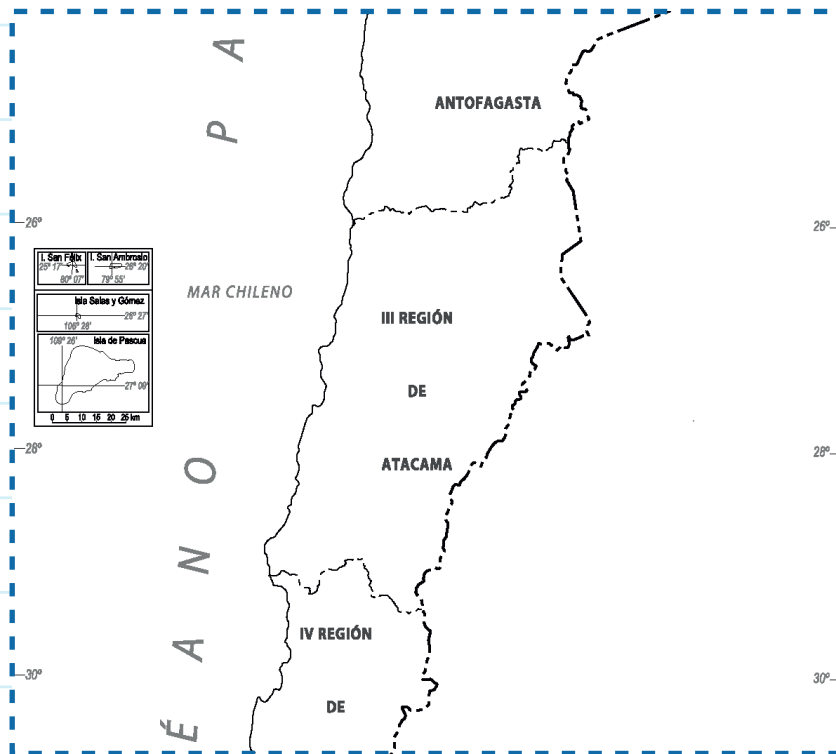 P A
ANTOFAGASTA
26º
26º
I. San Félix
25º 17'
80º 07'
I. San Ambrosio
26º 20'
79º 55'
Isla Salas y Gómez
26º 27'
105º 28'
Isla de Pascua
109º 26'
27º 09'
0 5 10 15 20 25 km
MAR CHILENO
III REGIÓN
DE
ATACAMA
28º
28º
É A N O
IV REGIÓN
DE
30º
30º